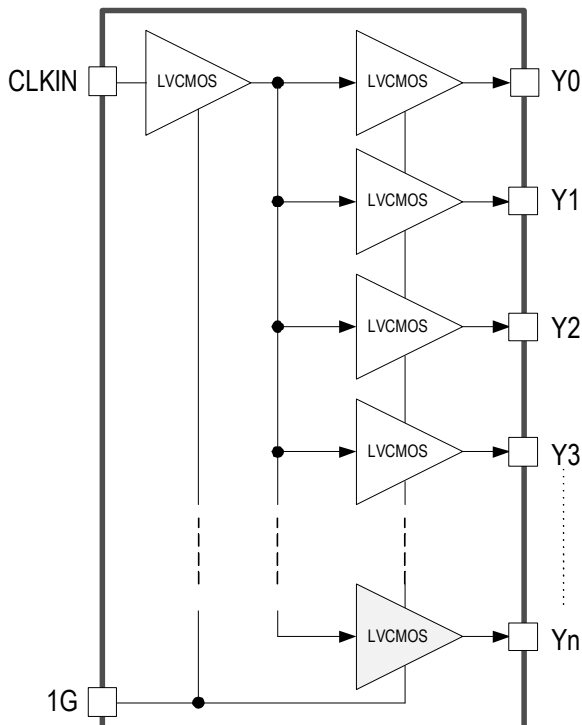 CLKIN
LVCMOS
LVCMOS
Y0
LVCMOS
Y1
LVCMOS
Y2
LVCMOS
Y3
LVCMOS
Yn
1G